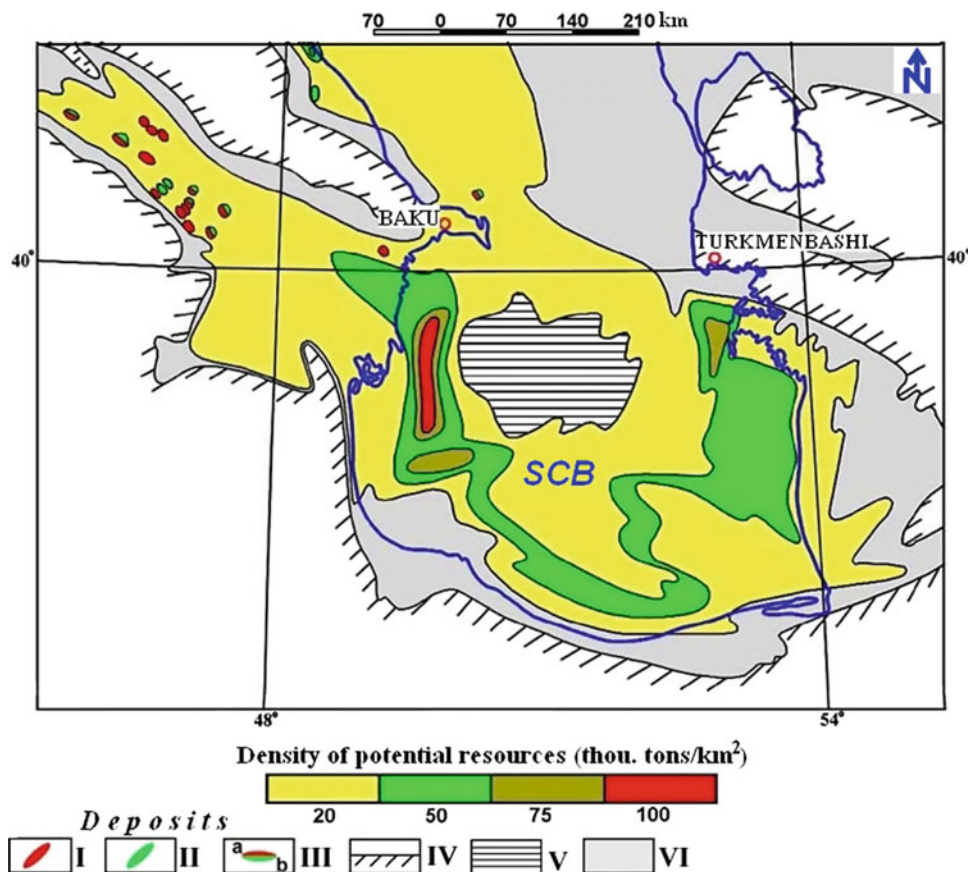 70 0 70 140 210 km
N
BAKU
TURKMENBASHI
40° 40°
SCB
48° 54°
Density of potential resources (thou. tons/km²)
20 50 75 100
Deposits
I II a b III IV V VI